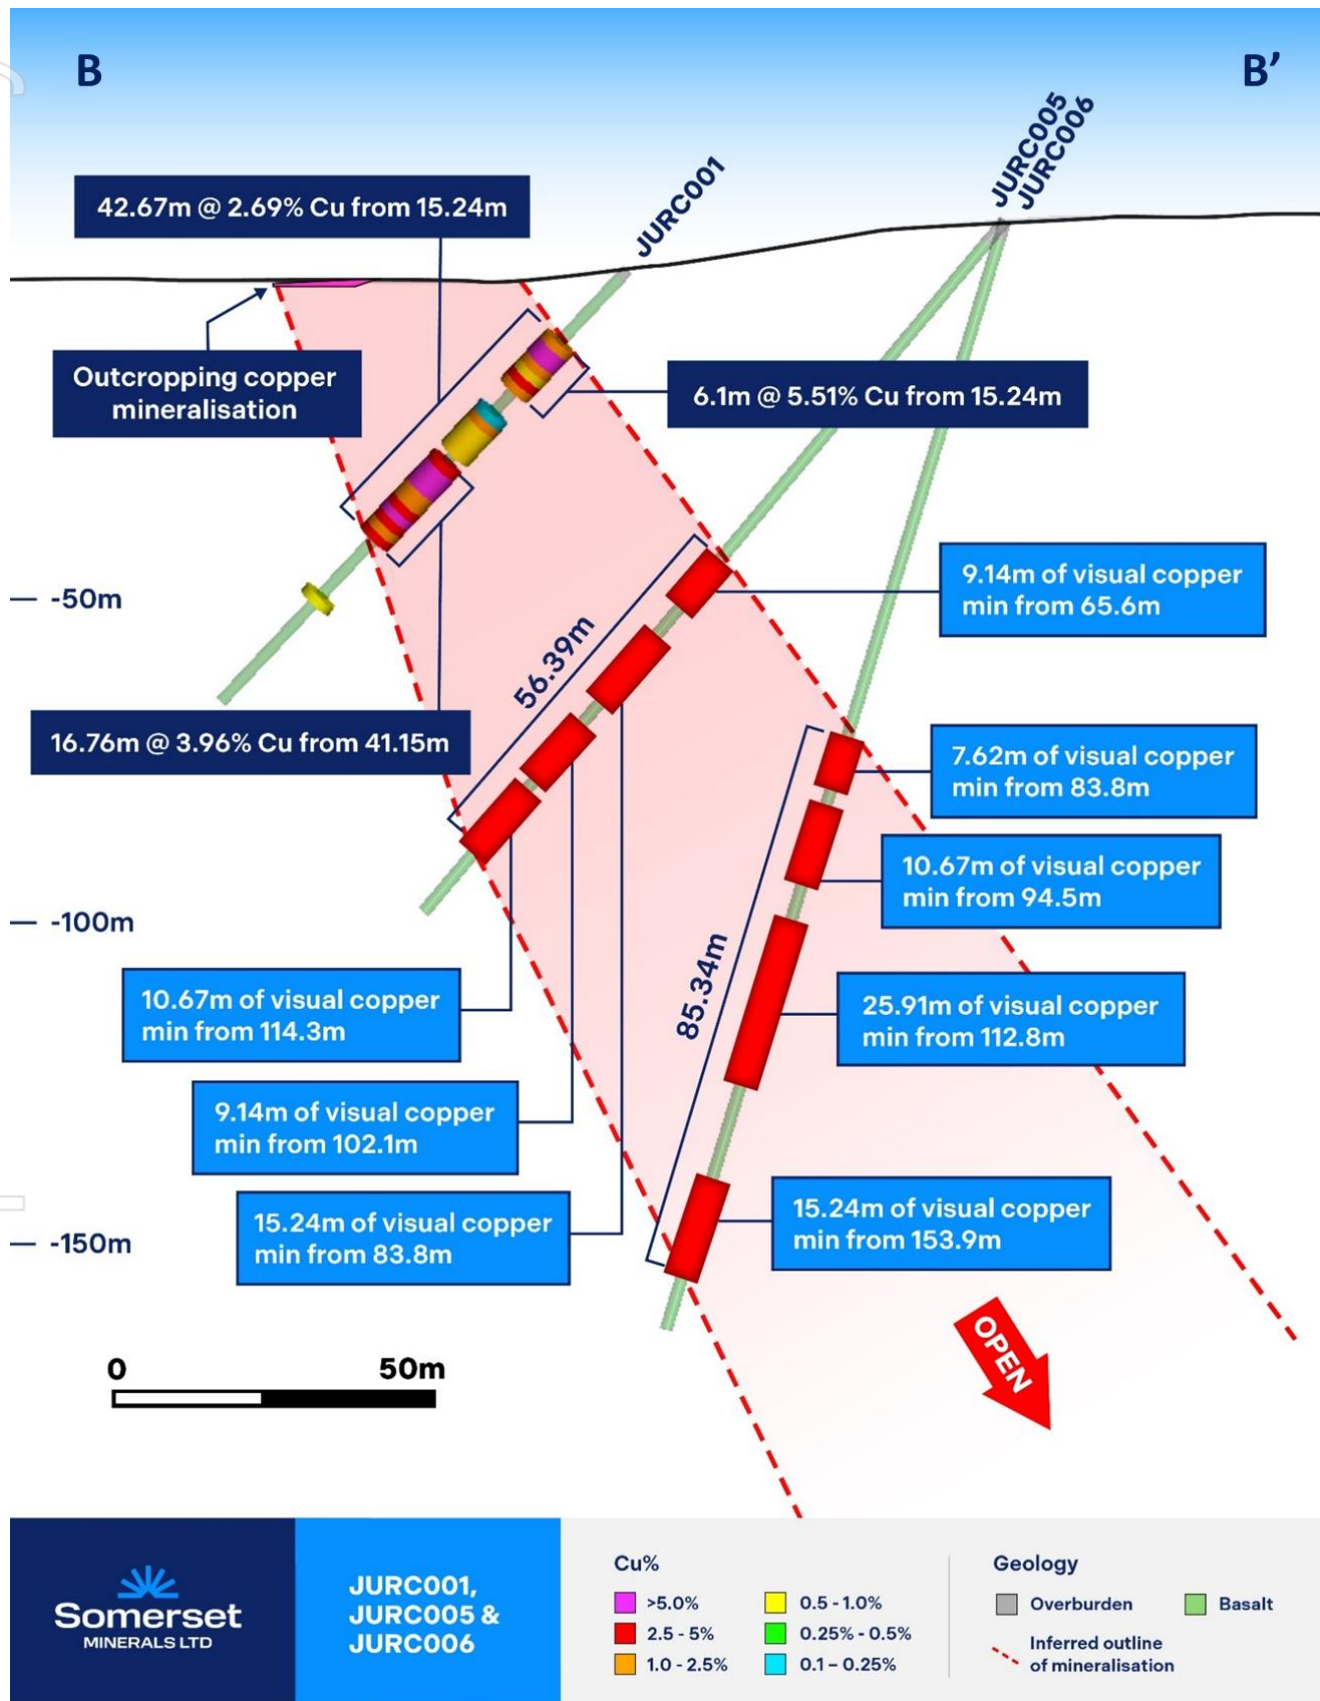 B
B’
JURC005
JURC006
JURC001
42.67m @ 2.69% Cu from 15.24m
Outcropping copper
mineralisation
6.1m @ 5.51% Cu from 15.24m
-50m
9.14m of visual copper
min from 65.6m
56.39m
16.76m @ 3.96% Cu from 41.15m
7.62m of visual copper
min from 83.8m
10.67m of visual copper
min from 94.5m
-100m
85.34m
10.67m of visual copper
min from 114.3m
25.91m of visual copper
min from 112.8m
9.14m of visual copper
min from 102.1m
15.24m of visual copper
min from 83.8m
15.24m of visual copper
min from 153.9m
-150m
OPEN
0 50m
Somerset
MINERALS LTD
JURC001,
JURC005 &
JURC006
Cu%
>5.0%
2.5 - 5%
1.0 - 2.5%
0.5 - 1.0%
0.25% - 0.5%
0.1 – 0.25%
Geology
Overburden
Basalt
Inferred outline
of mineralisation